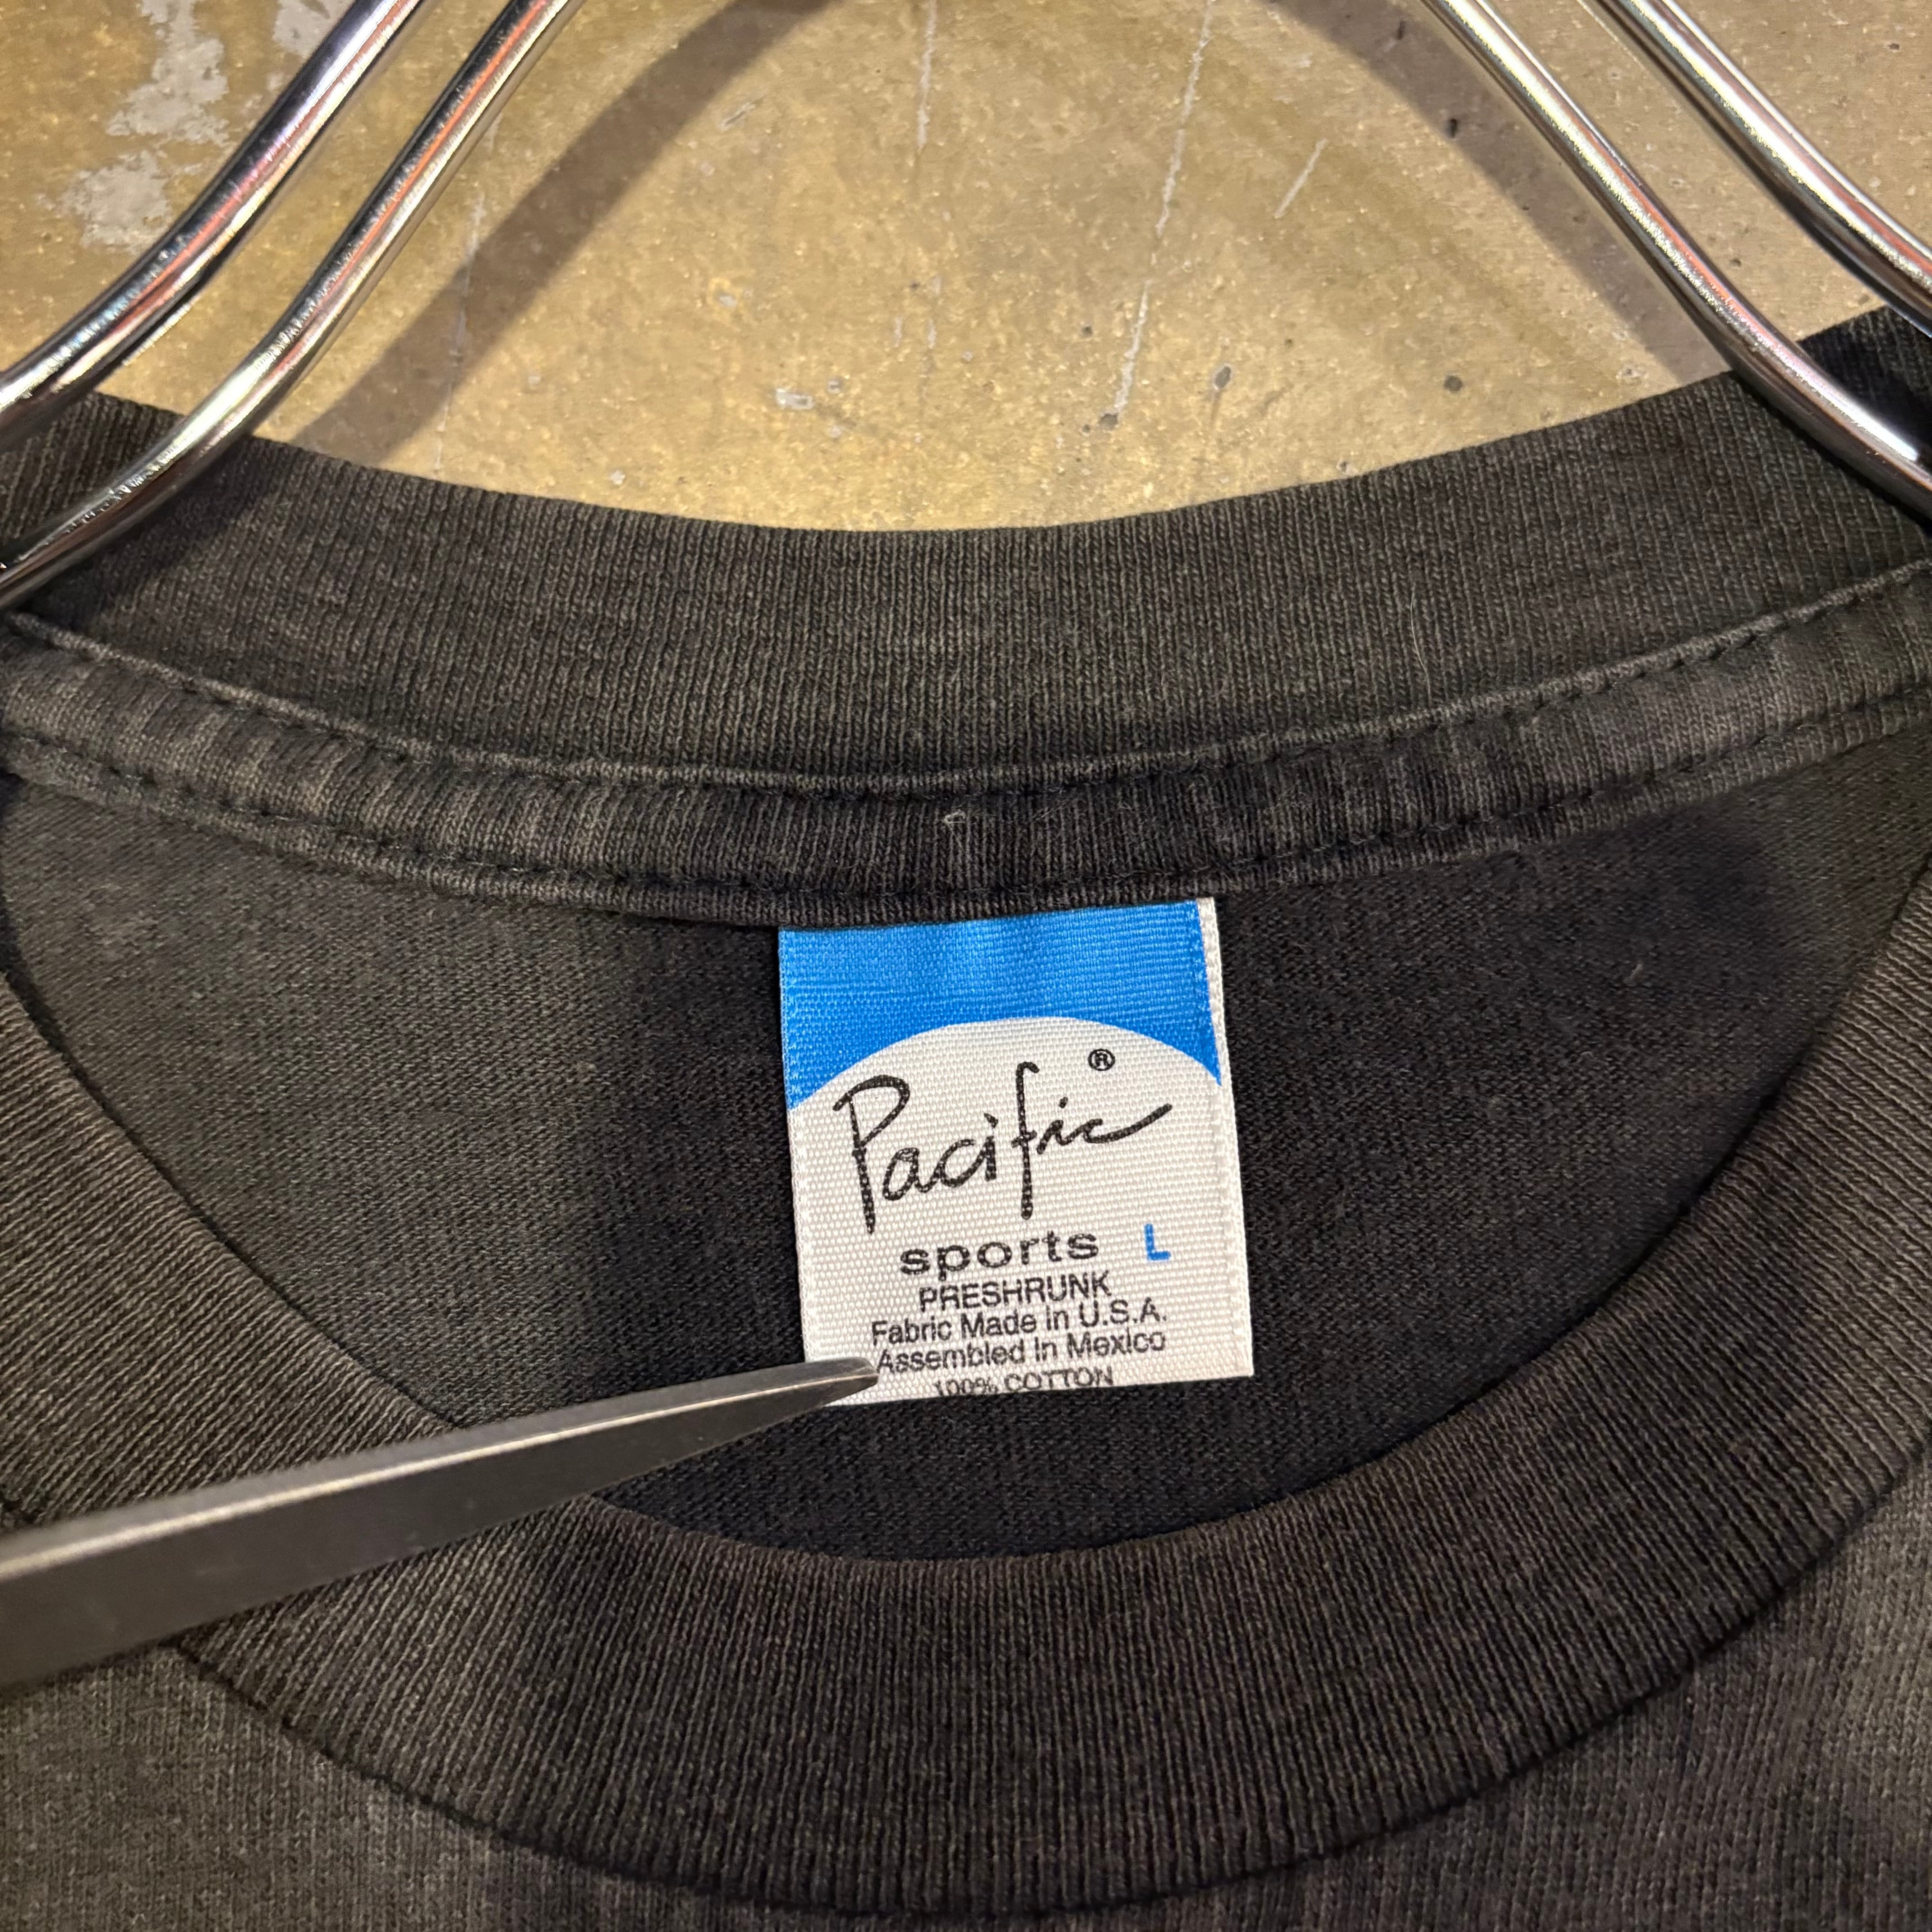 Pacific®
sports L
PRESHRUNK
Fabric Made In U.S.A.
Assembled In Mexico
100% COTTON